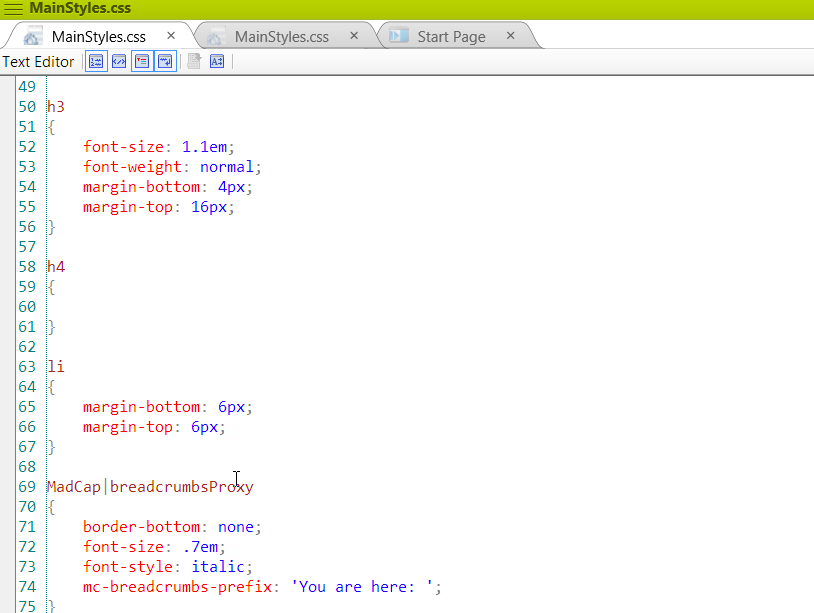 MainStyles.css
MainStyles.css × MainStyles.css × Start Page ×
Text Editor
49
50 h3
51 {
52     font-size: 1.1em;
53     font-weight: normal;
54     margin-bottom: 4px;
55     margin-top: 16px;
56 }
57
58 h4
59 {
60
61 }
62
63 li
64 {
65     margin-bottom: 6px;
66     margin-top: 6px;
67 }
68
69 MadCap|breadcrumbsProxy
70 {
71     border-bottom: none;
72     font-size: .7em;
73     font-style: italic;
74     mc-breadcrumbs-prefix: 'You are here: ';
75 }